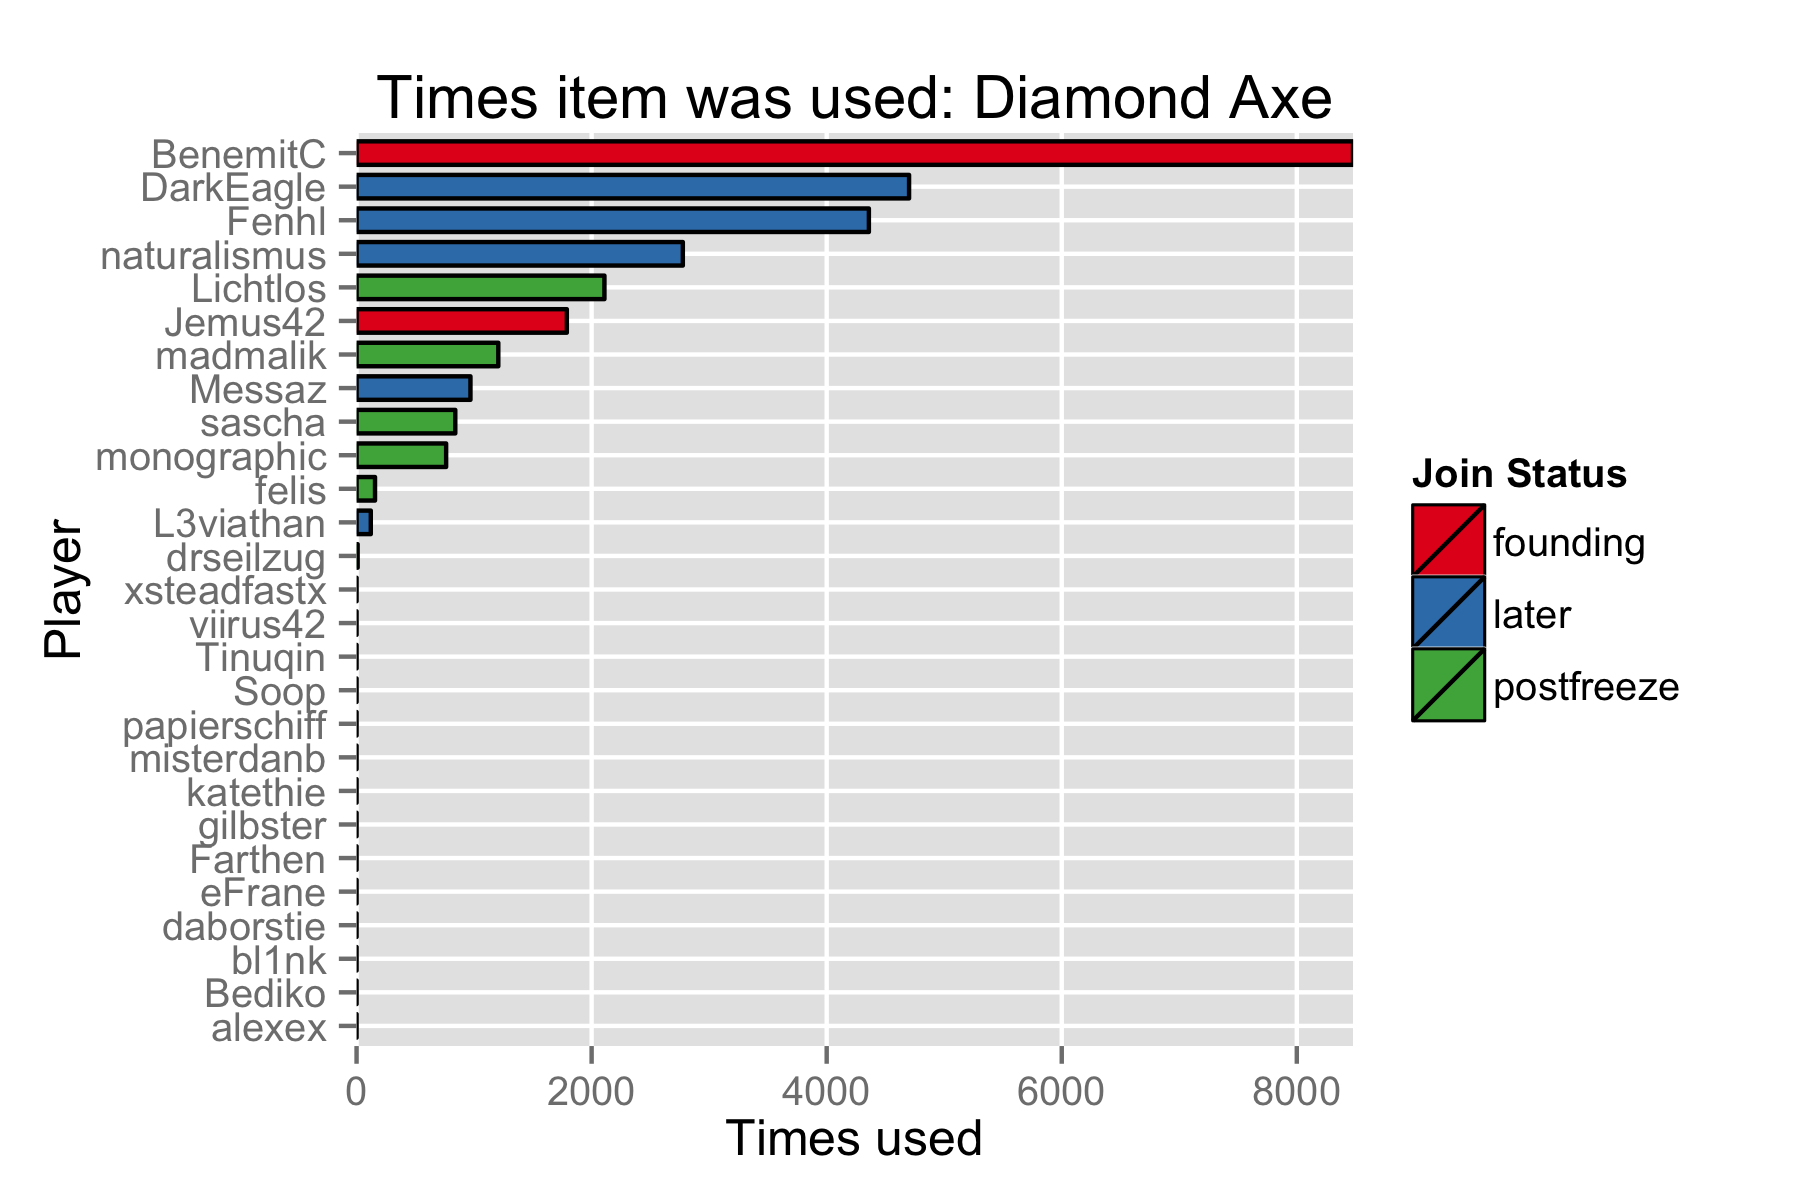 Times item was used: Diamond Axe
BenemitC
DarkEagle
Fenhl
naturalismus
Lichtlos
Jemus42
madmalik
Messaz
sascha
monographic
felis
L3viathan
drseilzug
xsteadfastx
viirus42
Tinuqin
Soop
papierschiff
misterdanb
katethie
gilbster
Farthen
eFrane
daborstie
bl1nk
Bediko
alexex
Player
0 2000 4000 6000 8000
Times used
Join Status
founding
later
postfreeze